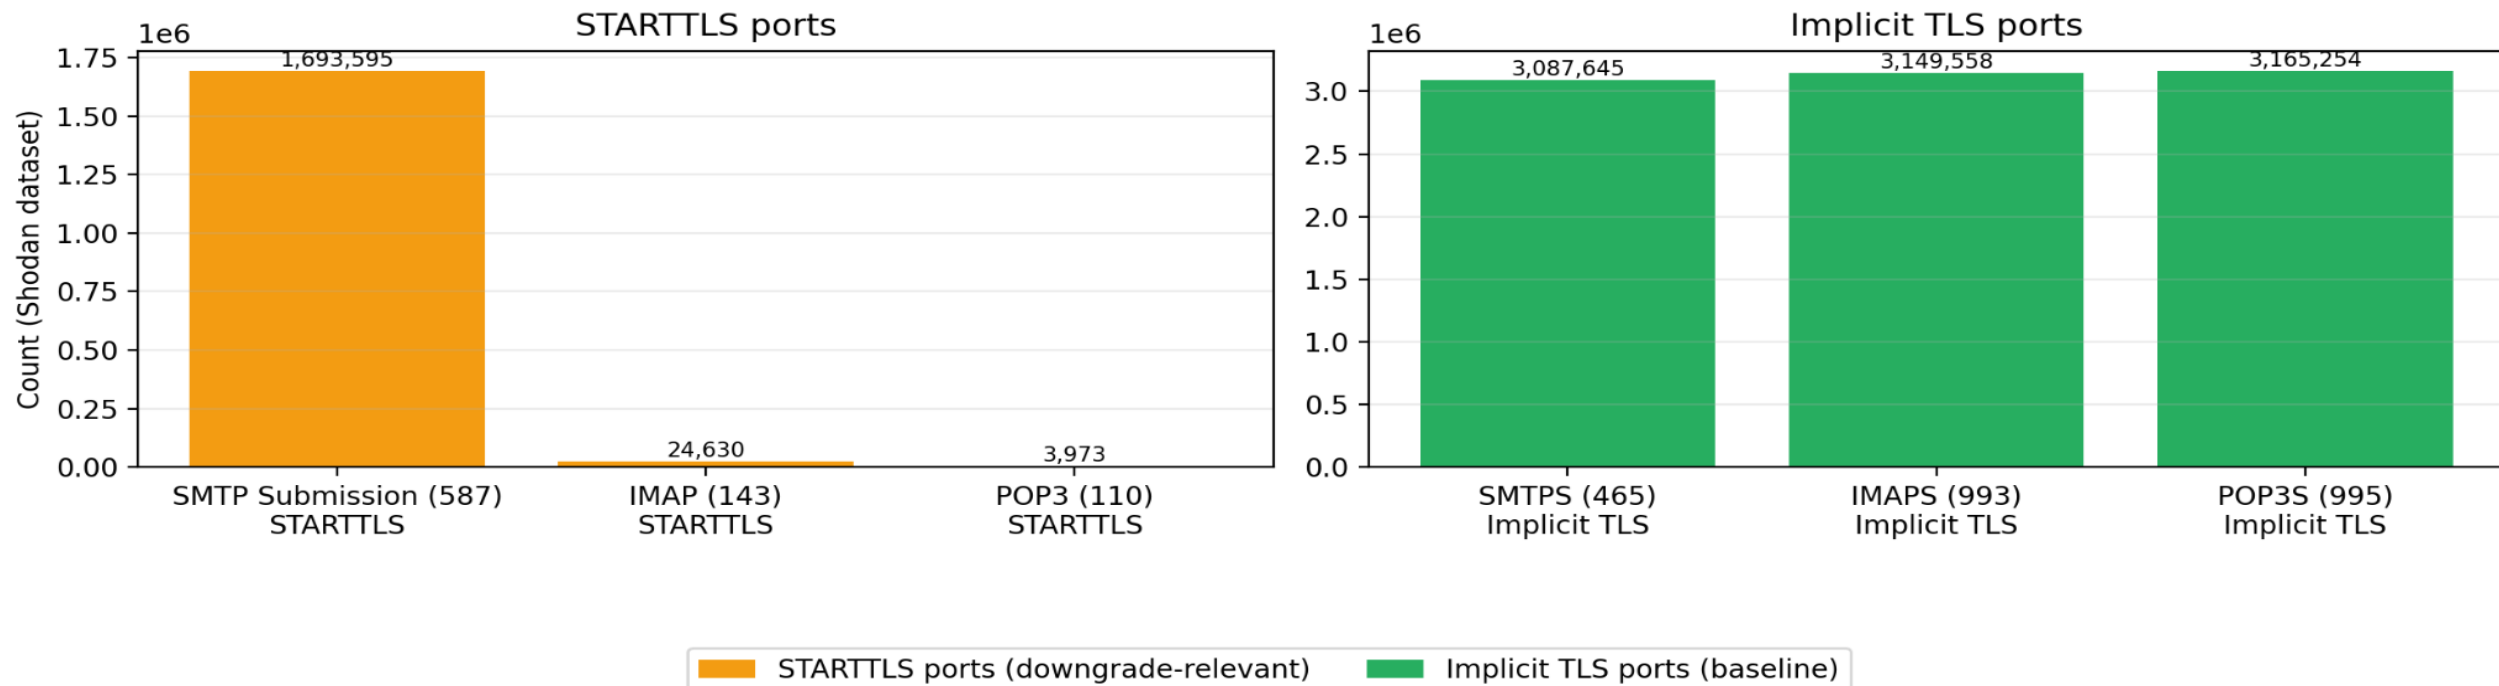 STARTTLS ports
1e6
1.75
1.50
1.25
1.00
0.75
0.50
0.25
0.00
Count (Shodan dataset)
1,693,595
24,630
3,973
SMTP Submission (587)
STARTTLS
IMAP (143)
STARTTLS
POP3 (110)
STARTTLS
Implicit TLS ports
1e6
3.0
2.5
2.0
1.5
1.0
0.5
0.0
3,087,645
3,149,558
3,165,254
SMTPS (465)
Implicit TLS
IMAPS (993)
Implicit TLS
POP3S (995)
Implicit TLS
STARTTLS ports (downgrade-relevant)
Implicit TLS ports (baseline)